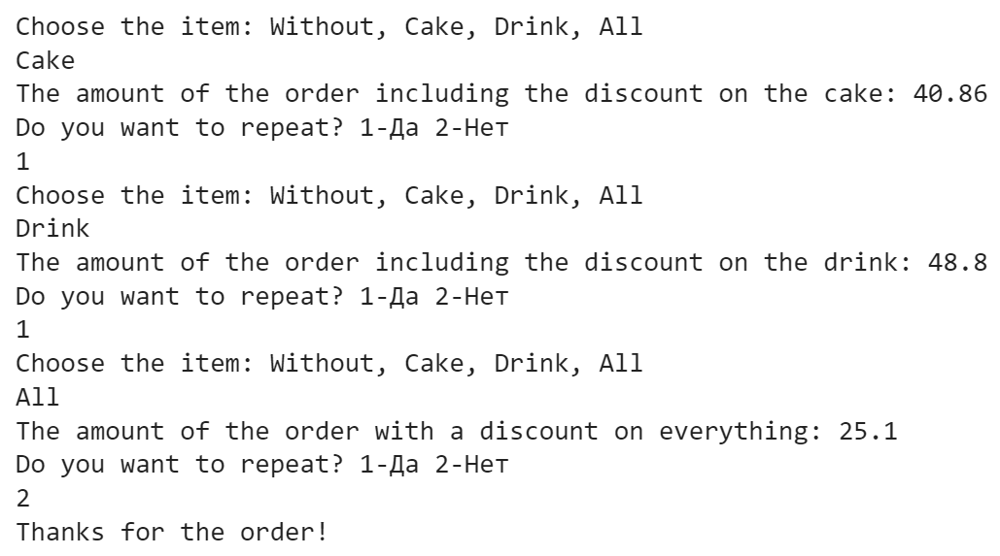 Choose the item: Without, Cake, Drink, All
Cake
The amount of the order including the discount on the cake: 40.86
Do you want to repeat? 1-Да 2-Нет
1
Choose the item: Without, Cake, Drink, All
Drink
The amount of the order including the discount on the drink: 48.8
Do you want to repeat? 1-Да 2-Нет
1
Choose the item: Without, Cake, Drink, All
All
The amount of the order with a discount on everything: 25.1
Do you want to repeat? 1-Да 2-Нет
2
Thanks for the order!